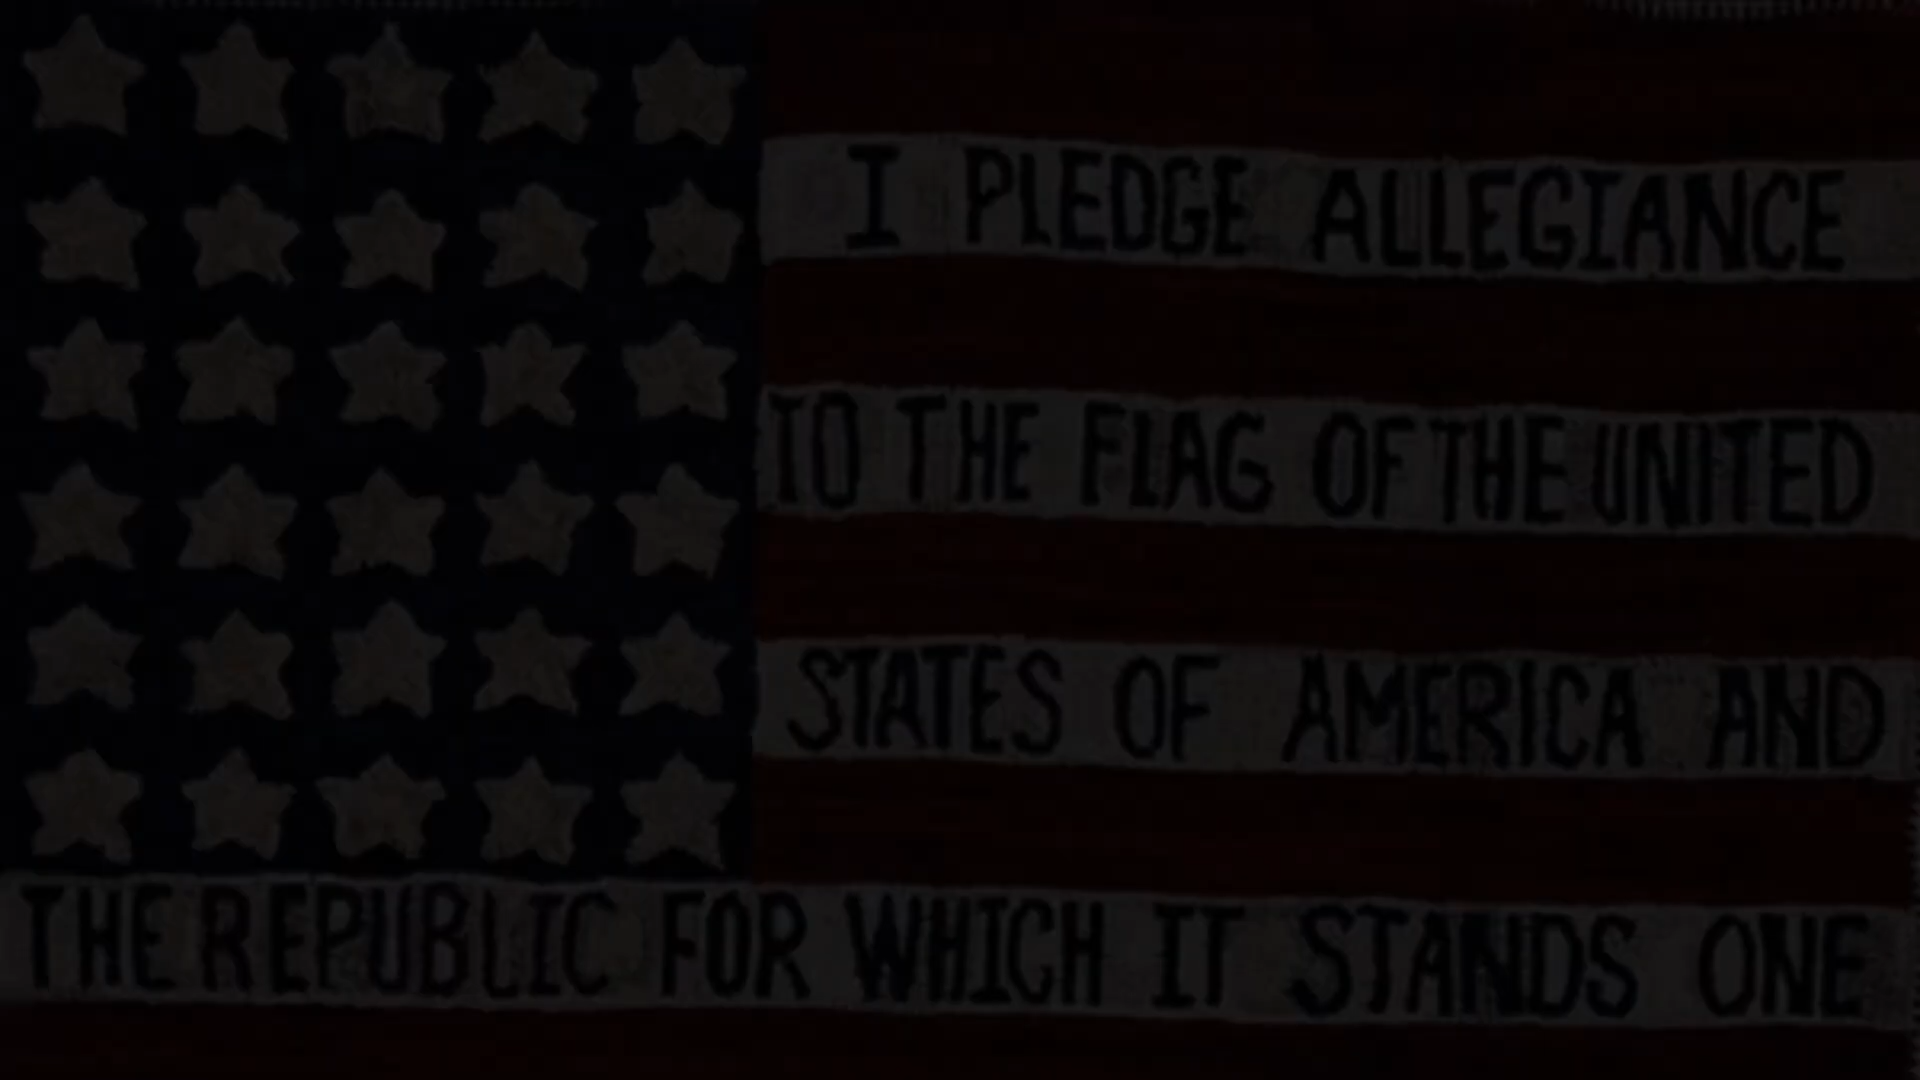 I PLEDGE ALLEGIANCE
TO THE FLAG OF THE UNITED
STATES OF AMERICA AND
THE REPUBLIC FOR WHICH IT STANDS ONE